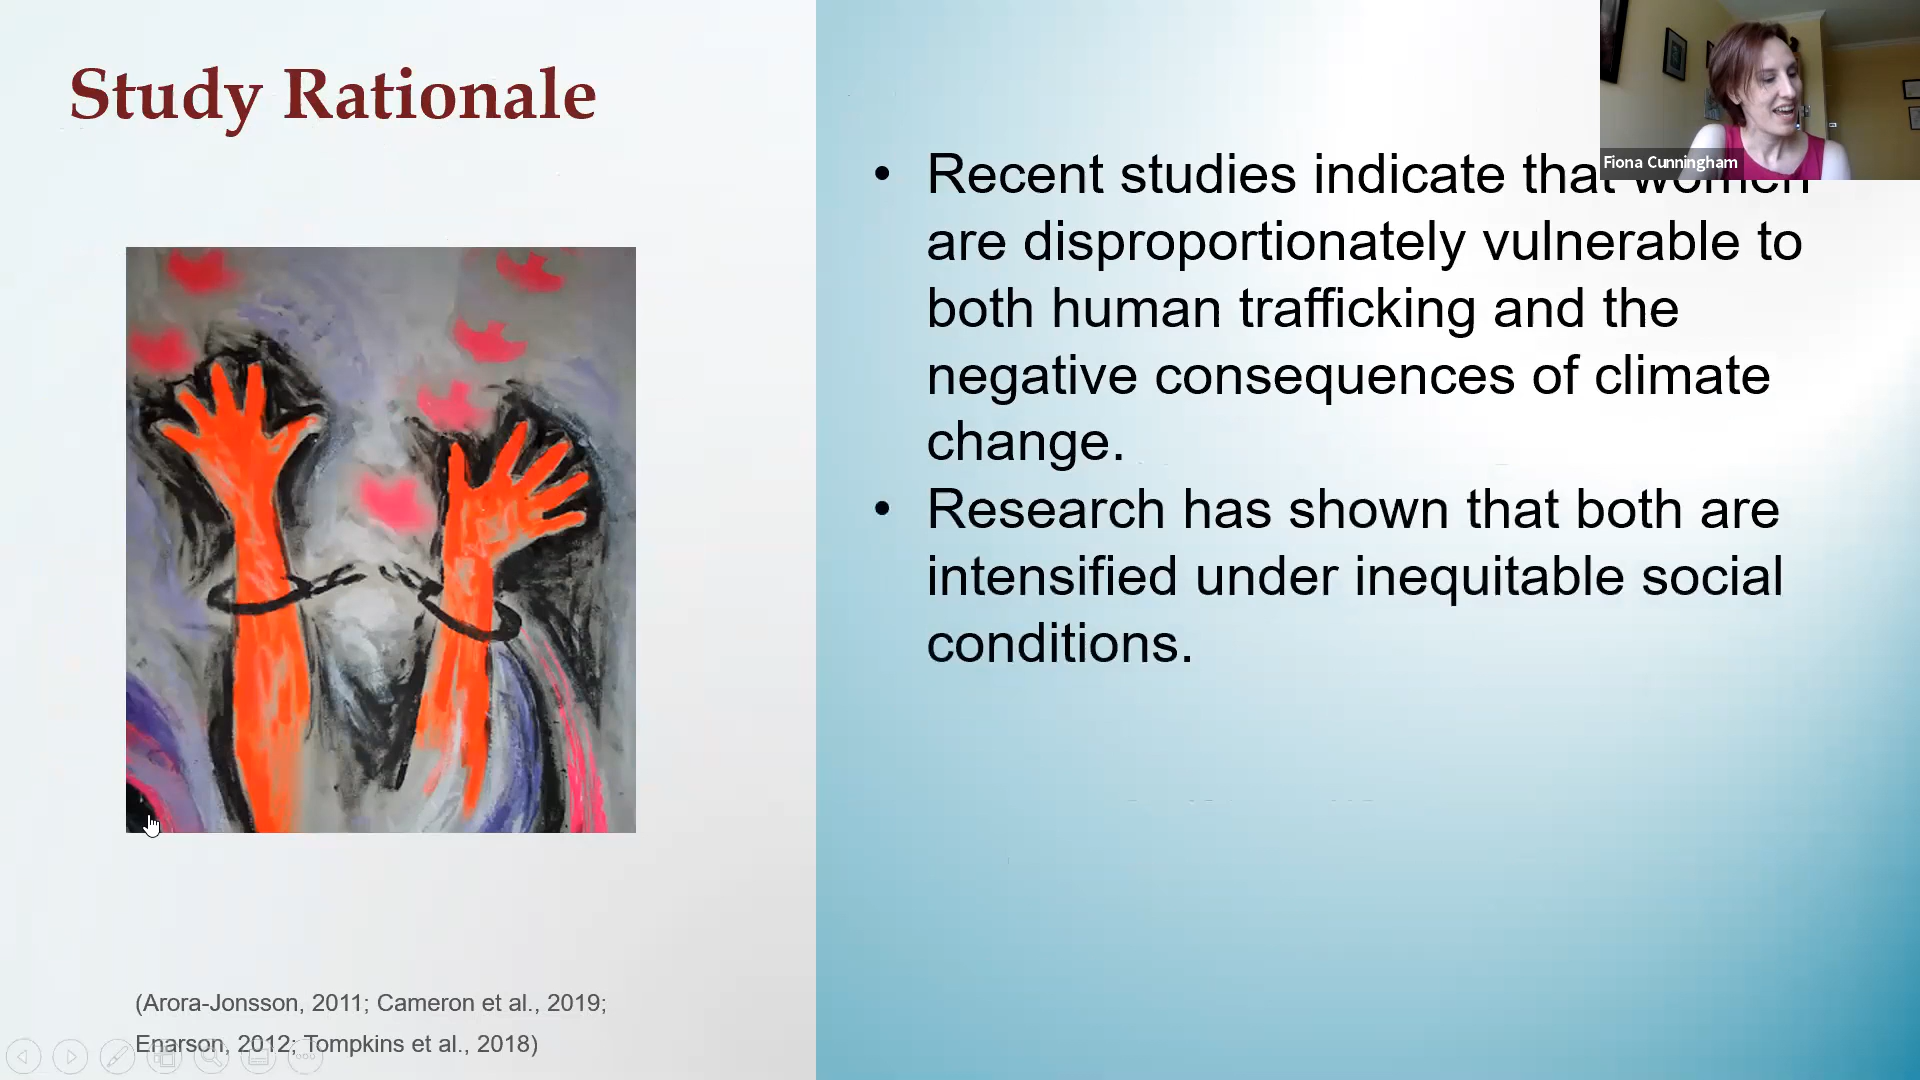 Study Rationale
Fiona Cunningham
• Recent studies indicate that women
are disproportionately vulnerable to
both human trafficking and the
negative consequences of climate
change.
• Research has shown that both are
intensified under inequitable social
conditions.
(Arora-Jonsson, 2011; Cameron et al., 2019;
Enarson, 2012; Tompkins et al., 2018)